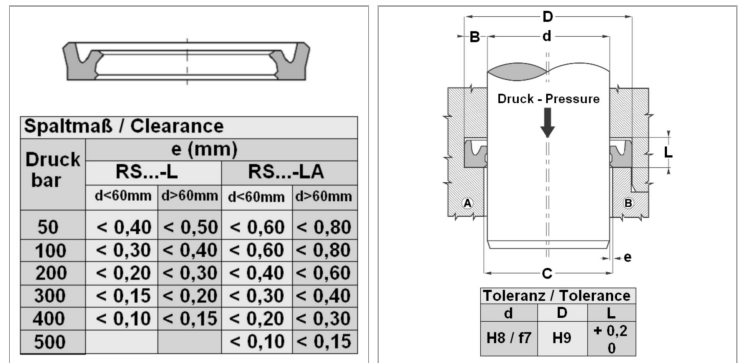 Spaltmaß / Clearance
Druck bar
e (mm)
RS...-L RS...-LA
d<60mm d>60mm d<60mm d>60mm
50 < 0,40 < 0,50 < 0,60 < 0,80
100 < 0,30 < 0,40 < 0,60 < 0,80
200 < 0,20 < 0,30 < 0,40 < 0,60
300 < 0,15 < 0,20 < 0,30 < 0,40
400 < 0,10 < 0,15 < 0,20 < 0,30
500 < 0,10 < 0,15
D
B d
Druck - Pressure
L
A B
e
C
Toleranz / Tolerance
d D L
H8 / f7 H9 + 0,2
0